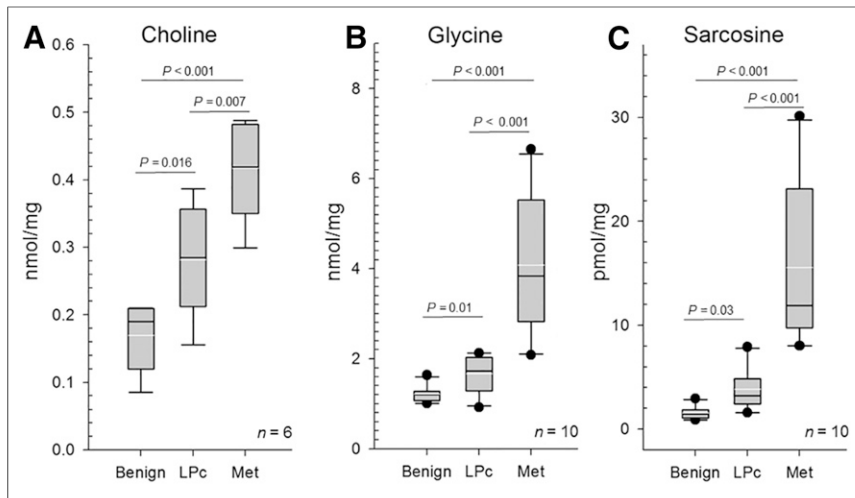 A
Choline
0.6
0.5
0.4
0.3
0.2
0.1
0.0
nmol/mg
P < 0.001
P = 0.007
P = 0.016
n = 6
Benign LPc Met
B
Glycine
8
6
4
2
0
nmol/mg
P < 0.001
P < 0.001
P = 0.01
n = 10
Benign LPc Met
C
Sarcosine
30
20
10
0
pmol/mg
P < 0.001
P < 0.001
P = 0.03
n = 10
Benign LPc Met